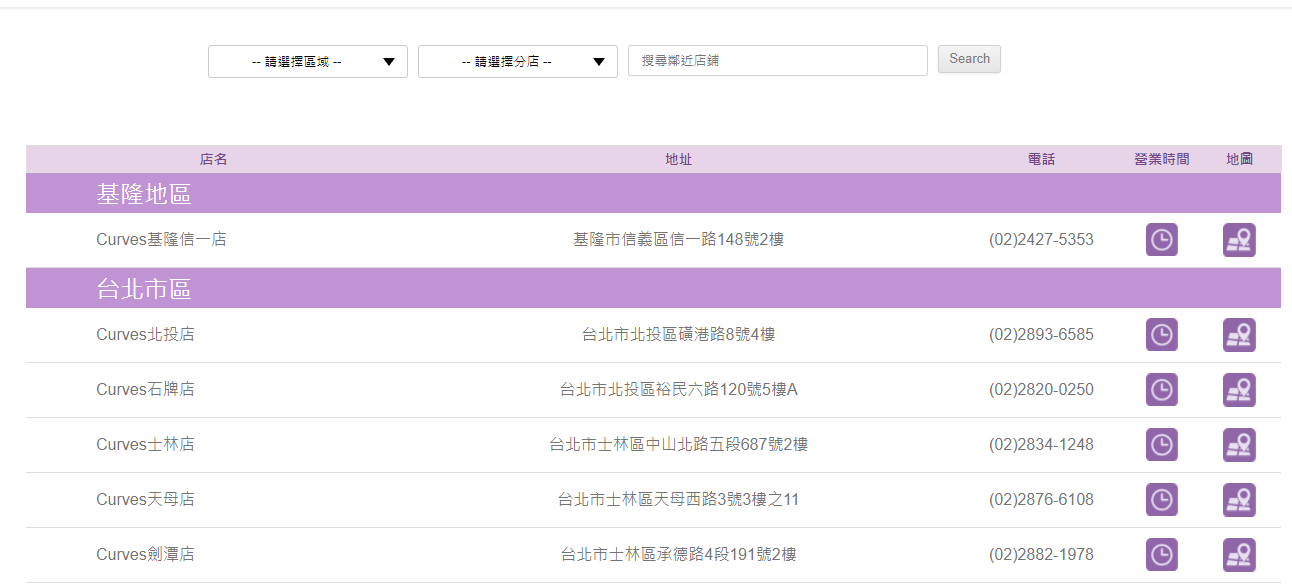 -- 請選擇區域 -- -- 請選擇分店 -- 搜尋鄰近店鋪 Search
店名 地址 電話 營業時間 地圖
基隆地區
Curves基隆信一店 基隆市信義區信一路148號2樓 (02)2427-5353
台北市區
Curves北投店 台北市北投區磺港路8號4樓 (02)2893-6585
Curves石牌店 台北市北投區裕民六路120號5樓A (02)2820-0250
Curves士林店 台北市士林區中山北路五段687號2樓 (02)2834-1248
Curves天母店 台北市士林區天母西路3號3樓之11 (02)2876-6108
Curves劍潭店 台北市士林區承德路4段191號2樓 (02)2882-1978